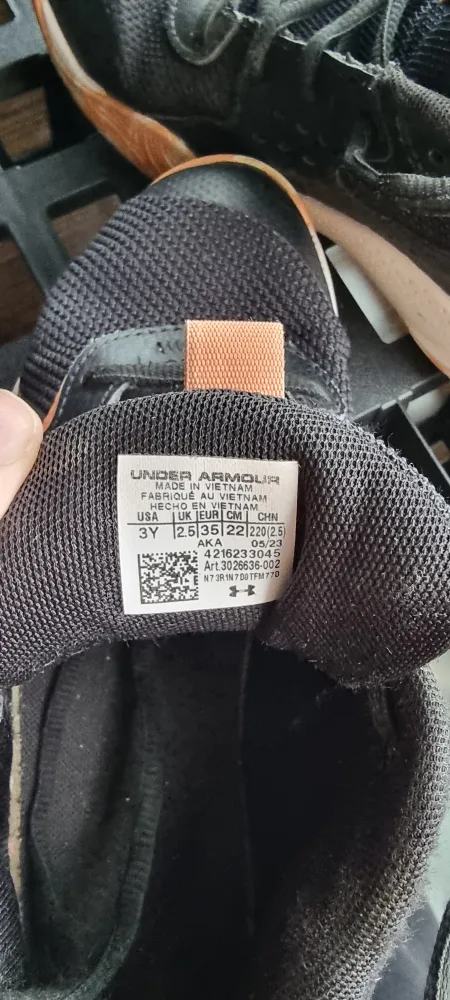 UNDER ARMOUR
MADE IN VIETNAM
FABRIQUÉ AU VIETNAM
HECHO EN VIETNAM
USA UK EUR CM CHN
3Y 2.5 35 22 220(2.5)
AKA 05/23
4216233045
Art.3026636-002
N73R1N7D0TFM77D